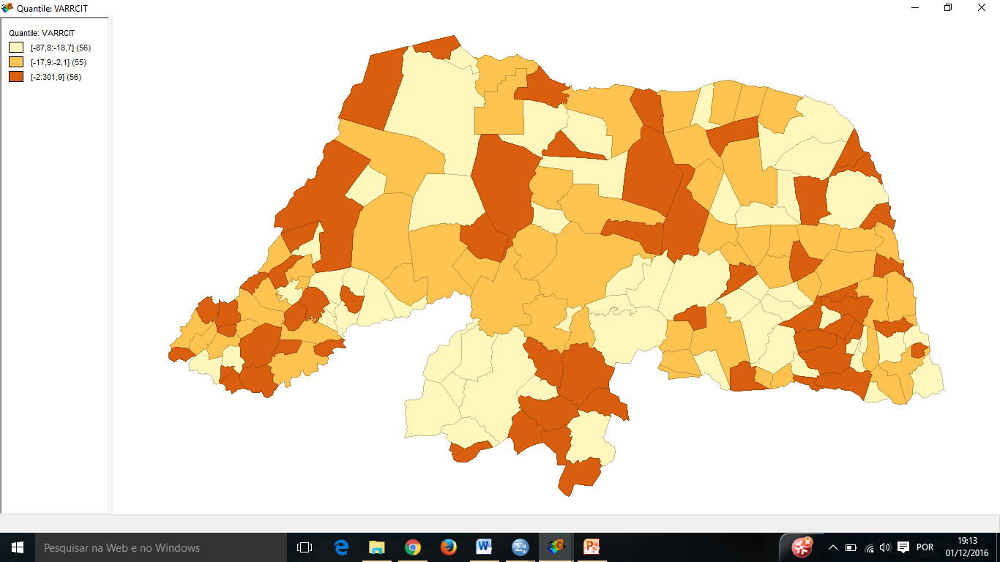 Quantile: VARRCIT
Quantile: VARRCIT
[-87,8:-18,7] (56)
[-17,9:-2,1] (55)
[-2:301,9] (56)
Pesquisar na Web e no Windows
POR
19:13
01/12/2016